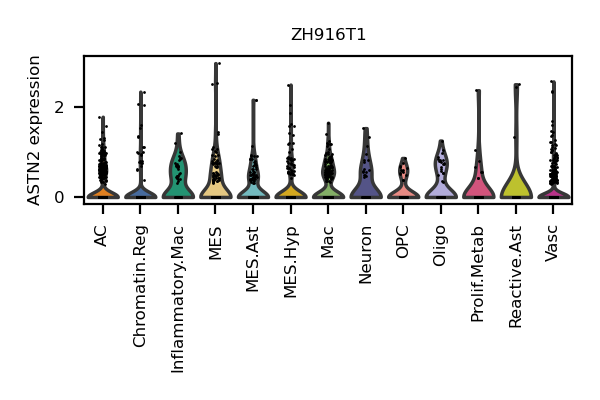 ZH916T1
ASTN2 expression
2
0
AC
Chromatin.Reg
Inflammatory.Mac
MES
MES.Ast
MES.Hyp
Mac
Neuron
OPC
Oligo
Prolif.Metab
Reactive.Ast
Vasc